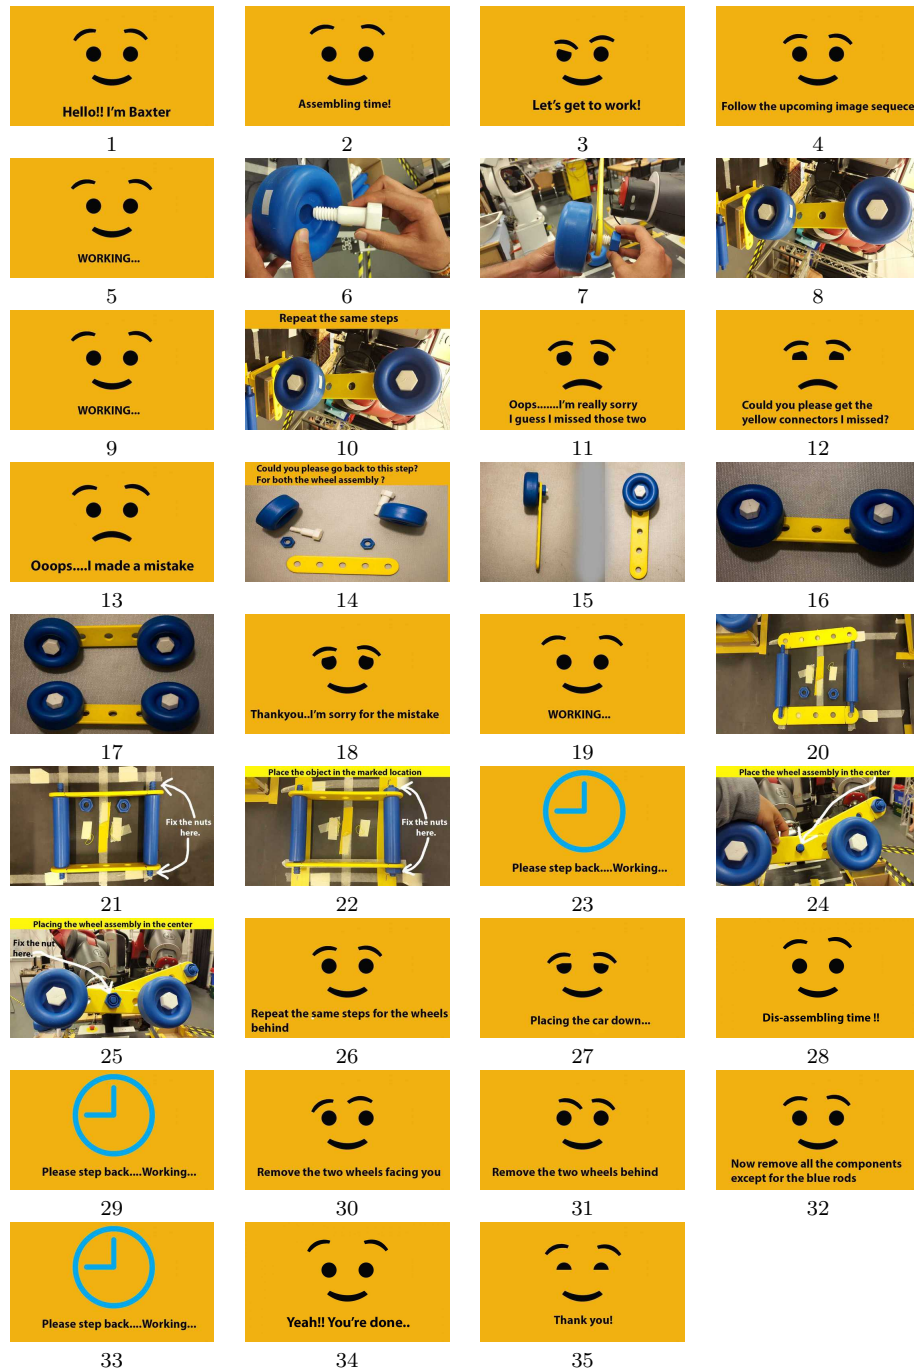 Hello!! I'm Baxter
Assembling time!
Let's get to work!
Follow the upcoming image sequece
1
2
3
4
WORKING...
5
6
7
8
WORKING...
Repeat the same steps
Oops.......I'm really sorry
I guess I missed those two
Could you please get the
yellow connectors I missed?
9
10
11
12
Ooops....I made a mistake
Could you please go back to this step?
For both the wheel assembly ?
13
14
15
16
Thankyou..I'm sorry for the mistake
WORKING...
17
18
19
20
Fix the nuts
here.
Place the object in the marked location
Fix the nuts
here.
Please step back....Working...
Place the wheel assembly in the center
21
22
23
24
Placing the wheel assembly in the center
Fix the nut
here.
Repeat the same steps for the wheels
behind
Placing the car down...
Dis-assembling time !!
25
26
27
28
Please step back....Working...
Remove the two wheels facing you
Remove the two wheels behind
Now remove all the components
except for the blue rods
29
30
31
32
Please step back....Working...
Yeah!! You're done..
Thank you!
33
34
35